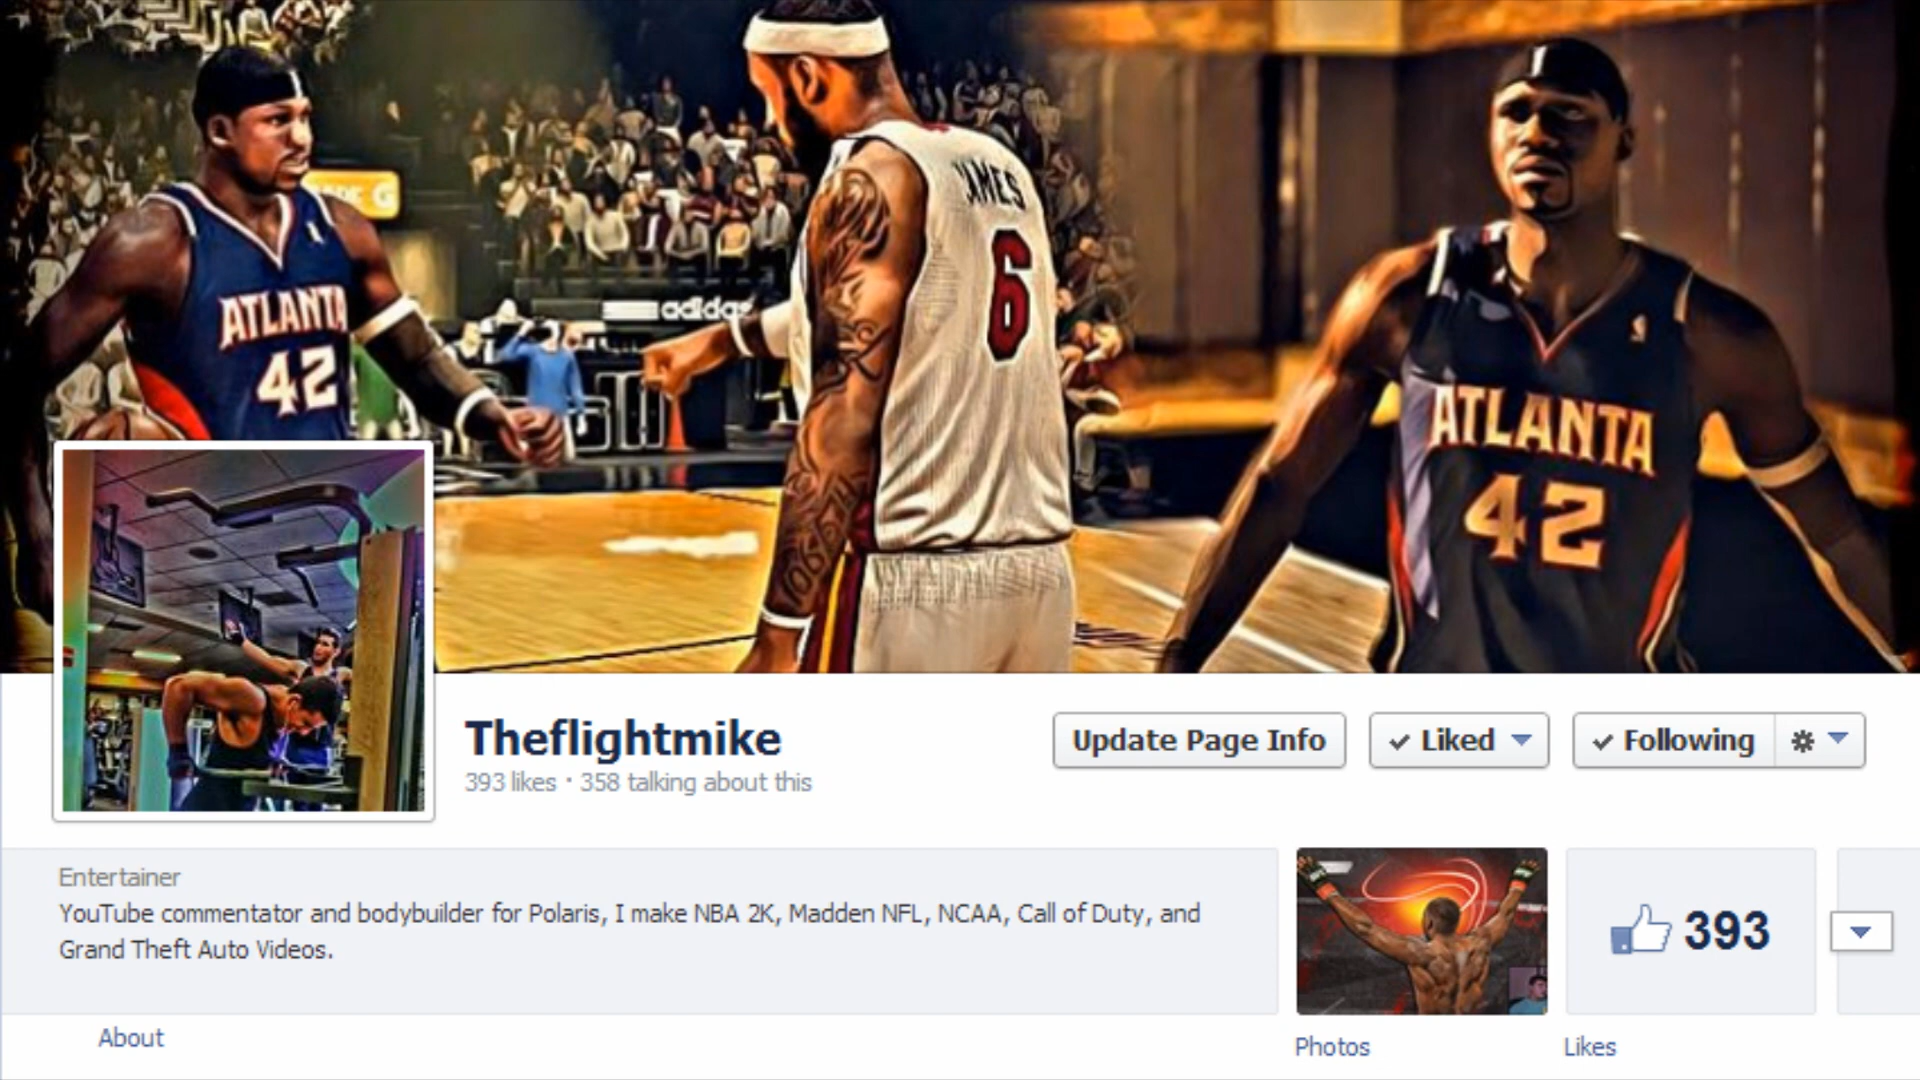 ATLANTA
42
adidas
JAMES
6
ATLANTA
42
Theflightmike
393 likes · 358 talking about this
Update Page Info
Liked
Following
Entertainer
YouTube commentator and bodybuilder for Polaris, I make NBA 2K, Madden NFL, NCAA, Call of Duty, and
Grand Theft Auto Videos.
393
About
Photos
Likes